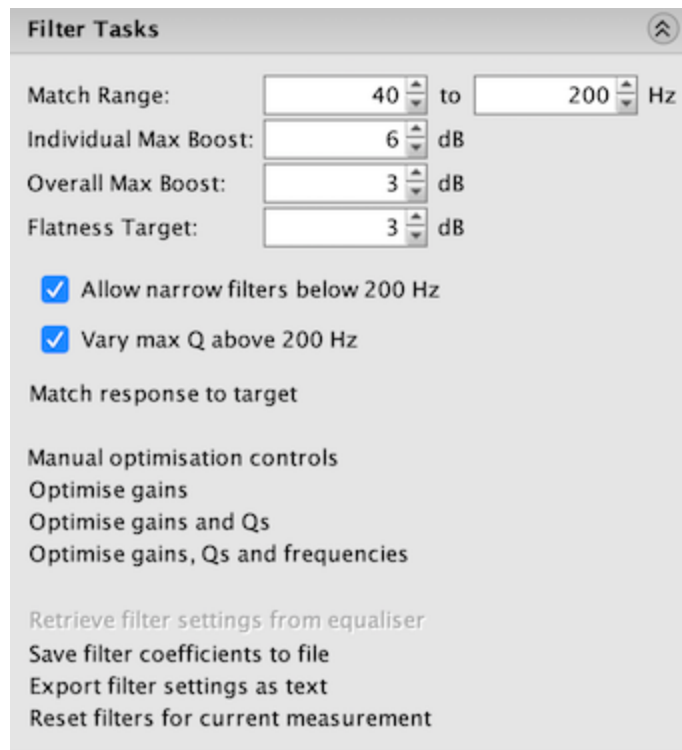 Filter Tasks
Match Range: 40 to 200 Hz
Individual Max Boost: 6 dB
Overall Max Boost: 3 dB
Flatness Target: 3 dB
Allow narrow filters below 200 Hz
Vary max Q above 200 Hz
Match response to target
Manual optimisation controls
Optimise gains
Optimise gains and Qs
Optimise gains, Qs and frequencies
Retrieve filter settings from equaliser
Save filter coefficients to file
Export filter settings as text
Reset filters for current measurement